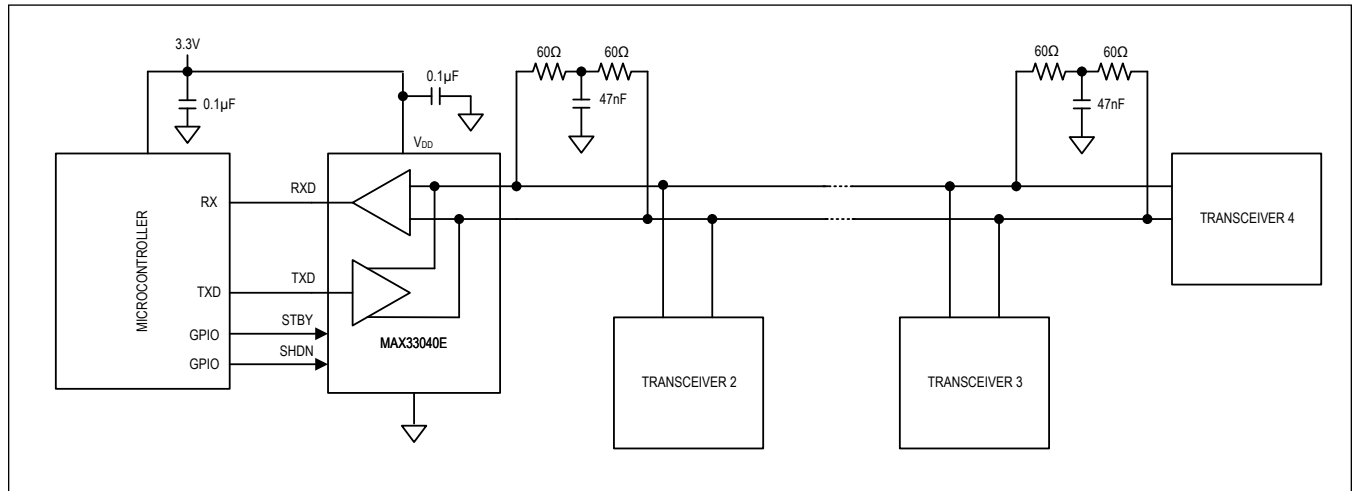 3.3V
0.1µF
0.1µF
60Ω 60Ω
47nF
60Ω 60Ω
47nF
V_DD
MICROCONTROLLER
RX
RXD
TXD
TXD
GPIO
STBY
GPIO
SHDN
MAX33040E
TRANSCEIVER 2
TRANSCEIVER 3
TRANSCEIVER 4